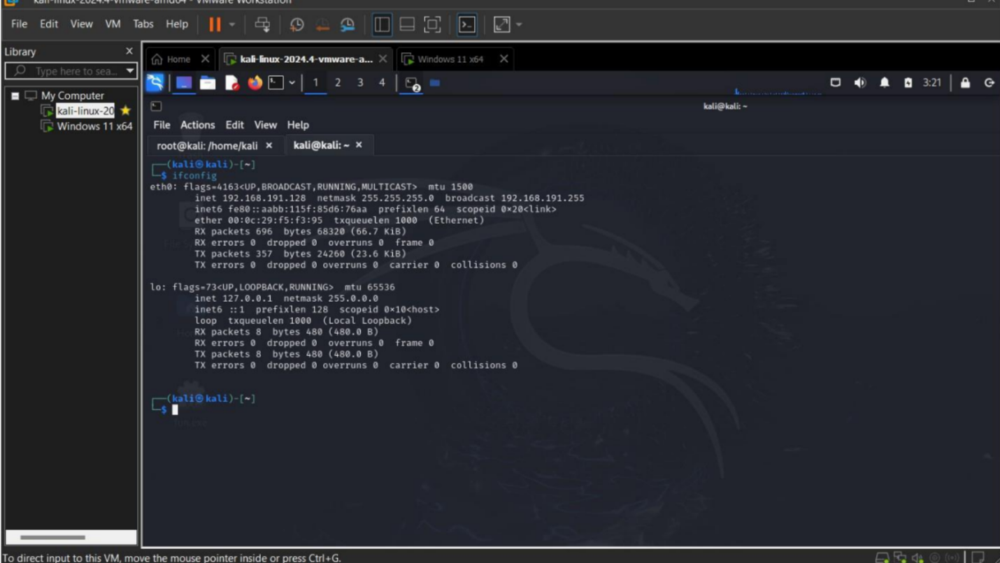 kali-linux-2024.4-vmware-amd64 - VMware Workstation
File Edit View VM Tabs Help
Library X
Home X kali-linux-2024.4-vmware-a... X Windows 11 x64 X
Type here to sea...
1 2 3 4 2 3:21
My Computer
kali-linux-20
Windows 11 x64
kali@kali: ~
File Actions Edit View Help
root@kali: /home/kali × kali@kali: ~ ×
┌──(kali㉿kali)-[~]
└─$ ifconfig
eth0: flags=4163<UP,BROADCAST,RUNNING,MULTICAST> mtu 1500
inet 192.168.191.128 netmask 255.255.255.0 broadcast 192.168.191.255
inet6 fe80::aabb:115f:85d6:76aa prefixlen 64 scopeid 0×20<link>
ether 00:0c:29:f5:f3:95 txqueuelen 1000 (Ethernet)
RX packets 696 bytes 68320 (66.7 KiB)
RX errors 0 dropped 0 overruns 0 frame 0
TX packets 357 bytes 24260 (23.6 KiB)
TX errors 0 dropped 0 overruns 0 carrier 0 collisions 0
lo: flags=73<UP,LOOPBACK,RUNNING> mtu 65536
inet 127.0.0.1 netmask 255.0.0.0
inet6 ::1 prefixlen 128 scopeid 0×10<host>
loop txqueuelen 1000 (Local Loopback)
RX packets 8 bytes 480 (480.0 B)
RX errors 0 dropped 0 overruns 0 frame 0
TX packets 8 bytes 480 (480.0 B)
TX errors 0 dropped 0 overruns 0 carrier 0 collisions 0
┌──(kali㉿kali)-[~]
└─$
To direct input to this VM, move the mouse pointer inside or press Ctrl+G.